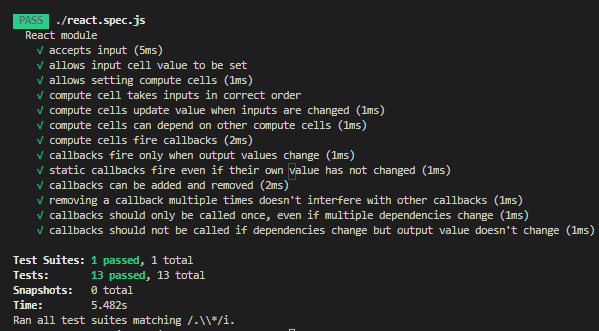 PASS ./react.spec.js
React module
√ accepts input (5ms)
√ allows input cell value to be set
√ allows setting compute cells (1ms)
√ compute cell takes inputs in correct order
√ compute cells update value when inputs are changed (1ms)
√ compute cells can depend on other compute cells (1ms)
√ compute cells fire callbacks (2ms)
√ callbacks fire only when output values change (1ms)
√ static callbacks fire even if their own value has not changed (1ms)
√ callbacks can be added and removed (2ms)
√ removing a callback multiple times doesn't interfere with other callbacks (1ms)
√ callbacks should only be called once, even if multiple dependencies change (1ms)
√ callbacks should not be called if dependencies change but output value doesn't change (1ms)
Test Suites: 1 passed, 1 total
Tests: 13 passed, 13 total
Snapshots: 0 total
Time: 5.482s
Ran all test suites matching /.\\*/i.